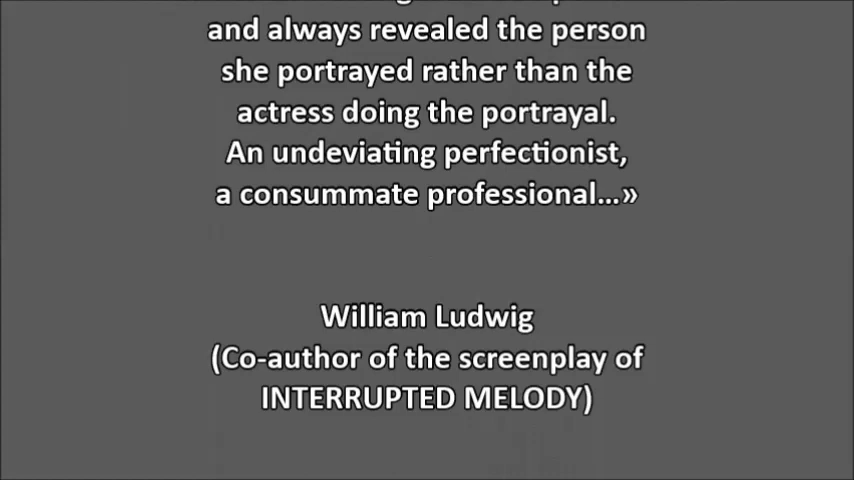 and always revealed the person
she portrayed rather than the
actress doing the portrayal.
An undeviating perfectionist,
a consummate professional...»
William Ludwig
(Co-author of the screenplay of
INTERRUPTED MELODY)